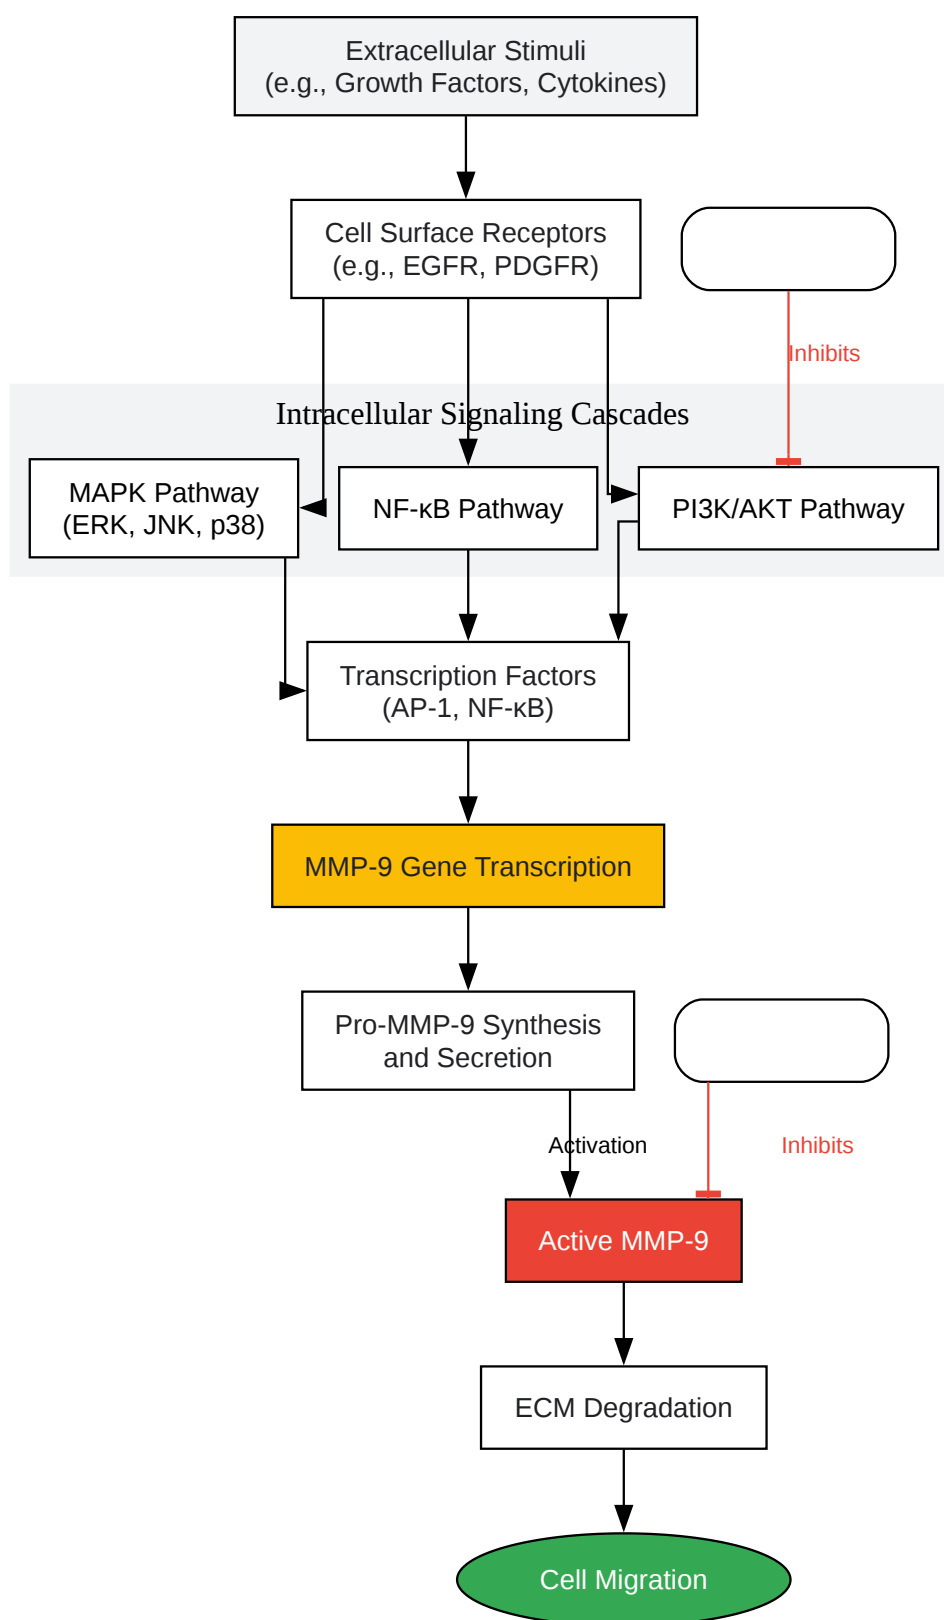 Extracellular Stimuli
(e.g., Growth Factors, Cytokines)
Cell Surface Receptors
(e.g., EGFR, PDGFR)
Inhibits
Intracellular Signaling Cascades
MAPK Pathway
(ERK, JNK, p38)
NF-κB Pathway
PI3K/AKT Pathway
Transcription Factors
(AP-1, NF-κB)
MMP-9 Gene Transcription
Pro-MMP-9 Synthesis
and Secretion
Activation
Inhibits
Active MMP-9
ECM Degradation
Cell Migration